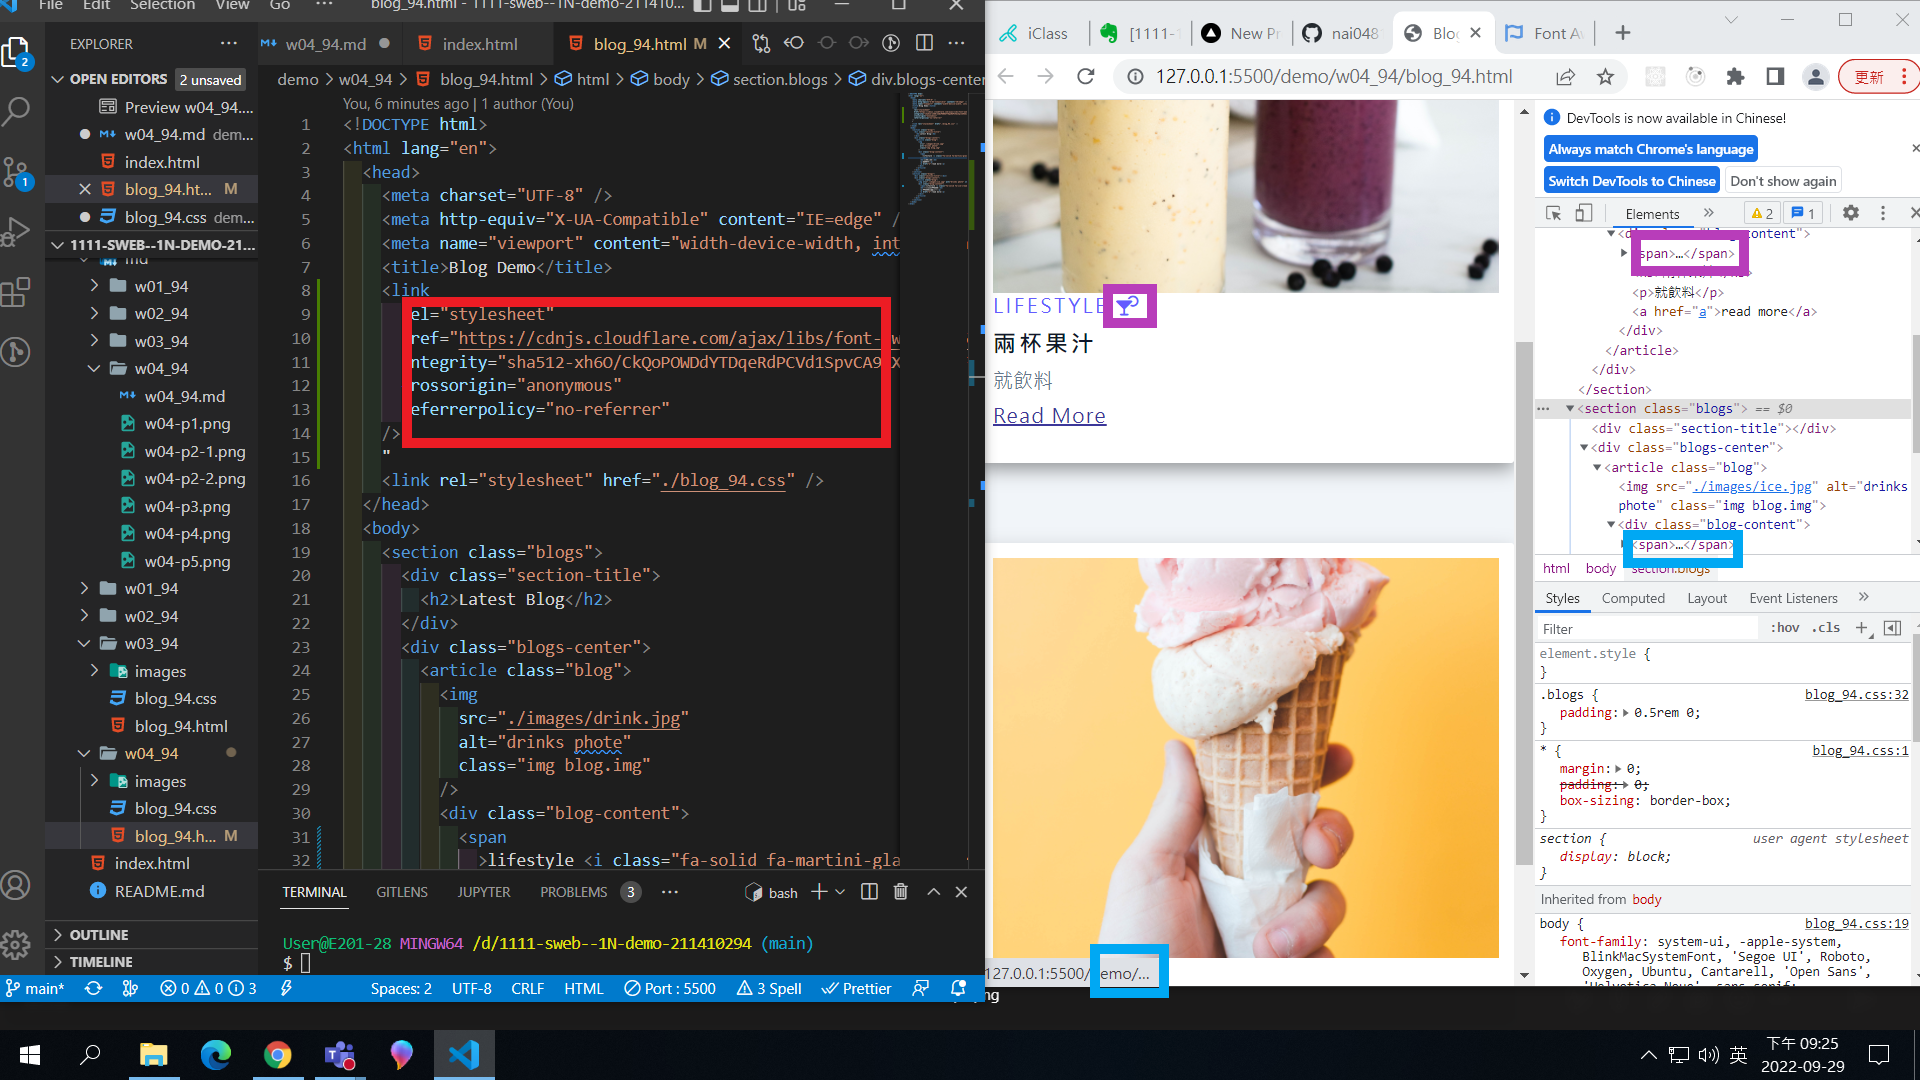 File Edit Selection View Go ··· blog_94.html - 1111-sweb--1N-demo-211410...
EXPLORER ···
OPEN EDITORS 2 unsaved
Preview w04_94....
w04_94.md dem...
index.html
blog_94.ht... M
blog_94.css dem...
1111-SWEB--1N-DEMO-21...
md
w01_94
w02_94
w03_94
w04_94
w04_94.md
w04-p1.png
w04-p2-1.png
w04-p2-2.png
w04-p3.png
w04-p4.png
w04-p5.png
w01_94
w02_94
w03_94
images
blog_94.css
blog_94.html
w04_94
images
blog_94.css
blog_94.h... M
index.html
README.md
OUTLINE
TIMELINE
2
1
w04_94.md
index.html
blog_94.html M
demo > w04_94 > blog_94.html > html > body > section.blogs > div.blogs-center
You, 6 minutes ago | 1 author (You)
1 <!DOCTYPE html>
2 <html lang="en">
3 <head>
4 <meta charset="UTF-8" />
5 <meta http-equiv="X-UA-Compatible" content="IE=edge" /
6 <meta name="viewport" content="width-device-width, int
7 <title>Blog Demo</title>
8 <link
9 el="stylesheet"
10 ref="https://cdnjs.cloudflare.com/ajax/libs/font- w
11 ntegrity="sha512-xh6O/CkQoPOWDdYTDqeRdPCVd1SpvCA9 X
12 rossorigin="anonymous"
13 eferrerpolicy="no-referrer"
14 />
15 "
16 <link rel="stylesheet" href="./blog_94.css" />
17 </head>
18 <body>
19 <section class="blogs">
20 <div class="section-title">
21 <h2>Latest Blog</h2>
22 </div>
23 <div class="blogs-center">
24 <article class="blog">
25 <img
26 src="./images/drink.jpg"
27 alt="drinks phote"
28 class="img blog.img"
29 />
30 <div class="blog-content">
31 <span
32 >lifestyle <i class="fa-solid fa-martini-gla
TERMINAL GITLENS JUPYTER PROBLEMS 3 ··· bash
User@E201-28 MINGW64 /d/1111-sweb--1N-demo-211410294 (main)
$
main* 0 0 3 Spaces: 2 UTF-8 CRLF HTML Port : 5500 3 Spell Prettier
iClass
[1111-1
New Pr
nai048
Blo
Font Aw
127.0.0.1:5500/demo/w04_94/blog_94.html
更新
LIFESTYLE
兩杯果汁
就飲料
Read More
127.0.0.1:5500/ emo/...
ng
DevTools is now available in Chinese!
Always match Chrome's language
Switch DevTools to Chinese Don't show again
Elements 2 1
span>…</span>
<p>就飲料</p>
<a href="a">read more</a>
</div>
</article>
</div>
</section>
<section class="blogs"> == $0
<div class="section-title"></div>
<div class="blogs-center">
<article class="blog">
<img src="./images/ice.jpg" alt="drinks
phote" class="img blog.img">
<div class="blog-content">
<span>…</span>
html body section.blogs
Styles Computed Layout Event Listeners
Filter :hov .cls
element.style {
}
.blogs { blog_94.css:32
padding: 0.5rem 0;
}
* { blog_94.css:1
margin: 0;
padding: 0;
box-sizing: border-box;
}
section { user agent stylesheet
display: block;
}
Inherited from body
body { blog_94.css:19
font-family: system-ui, -apple-system,
BlinkMacSystemFont, 'Segoe UI', Roboto,
Oxygen, Ubuntu, Cantarell, 'Open Sans',
'Helvetica Neue', sans-serif;
英
下午 09:25
2022-09-29